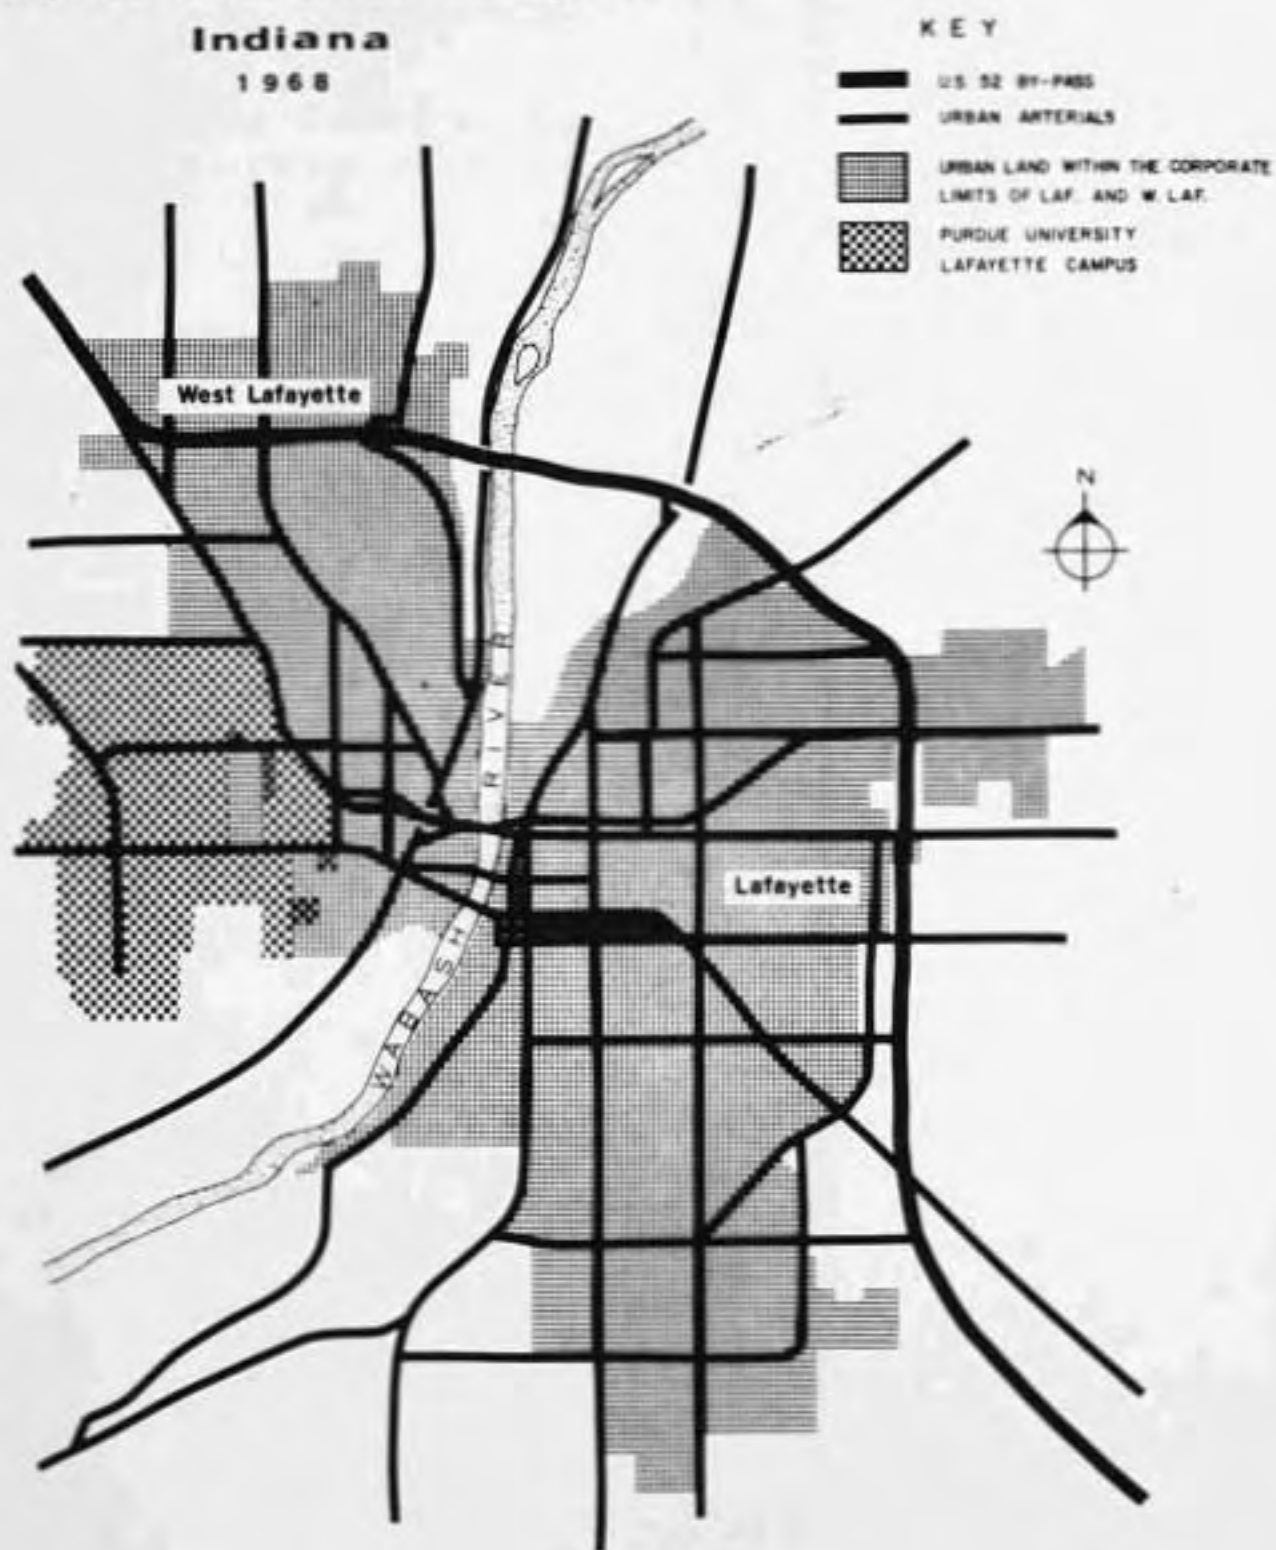 Indiana
1968
KEY
U.S. 52 BY-PASS
URBAN ARTERIALS
URBAN LAND WITHIN THE CORPORATE
LIMITS OF LAF. AND W. LAF.
PURDUE UNIVERSITY
LAFAYETTE CAMPUS
West Lafayette
N
Lafayette
WABASH RIVER